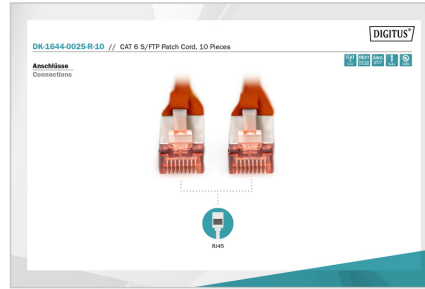 DIGITUS®
DK-1644-0025-R-10 // CAT 6 S/FTP Patch Cord, 10 Pieces
Anschlüsse
Connections
RJ45